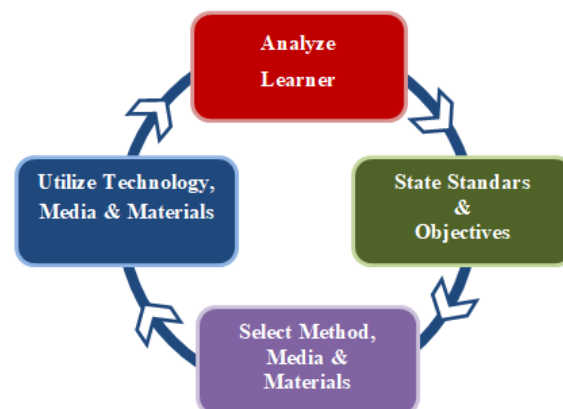 Analyze
Learner
State Standars
&
Objectives
Select Method,
Media &
Materials
Utilize Technology,
Media & Materials